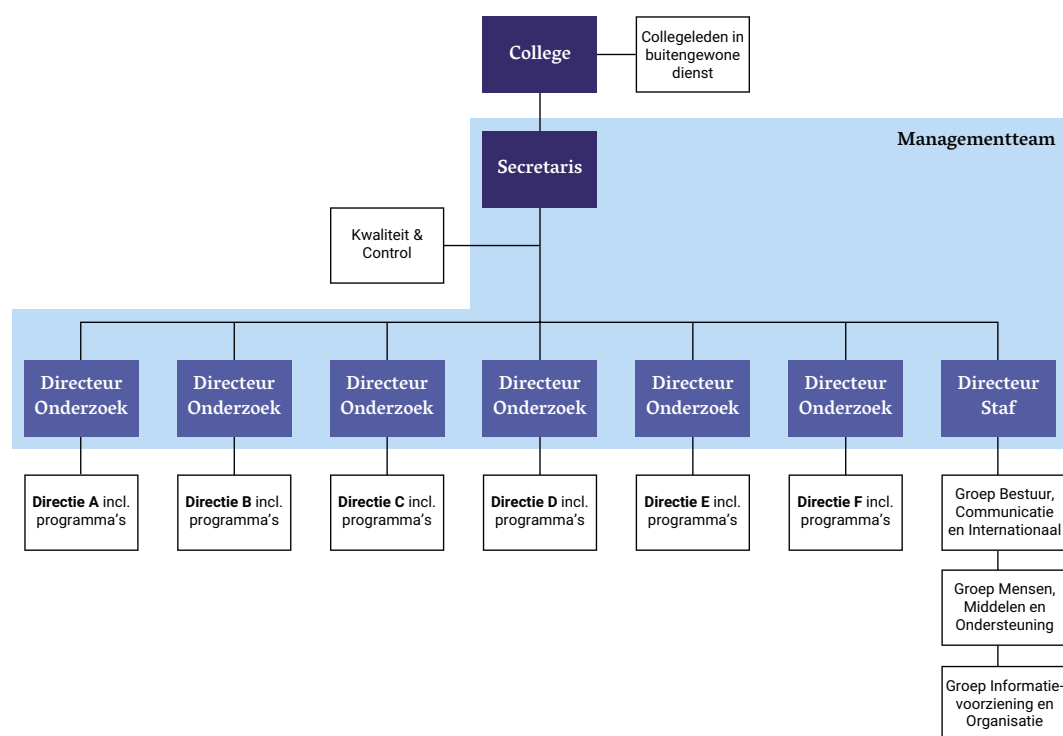 College
Collegeleden in
buitengewone
dienst
Managementteam
Secretaris
Kwaliteit &
Control
Directeur
Onderzoek
Directeur
Onderzoek
Directeur
Onderzoek
Directeur
Onderzoek
Directeur
Onderzoek
Directeur
Onderzoek
Directeur
Staf
Directie A incl.
programma's
Directie B incl.
programma's
Directie C incl.
programma's
Directie D incl.
programma's
Directie E incl.
programma's
Directie F incl.
programma's
Groep Bestuur,
Communicatie
en Internationaal
Groep Mensen,
Middelen en
Ondersteuning
Groep Informatie-
voorziening en
Organisatie